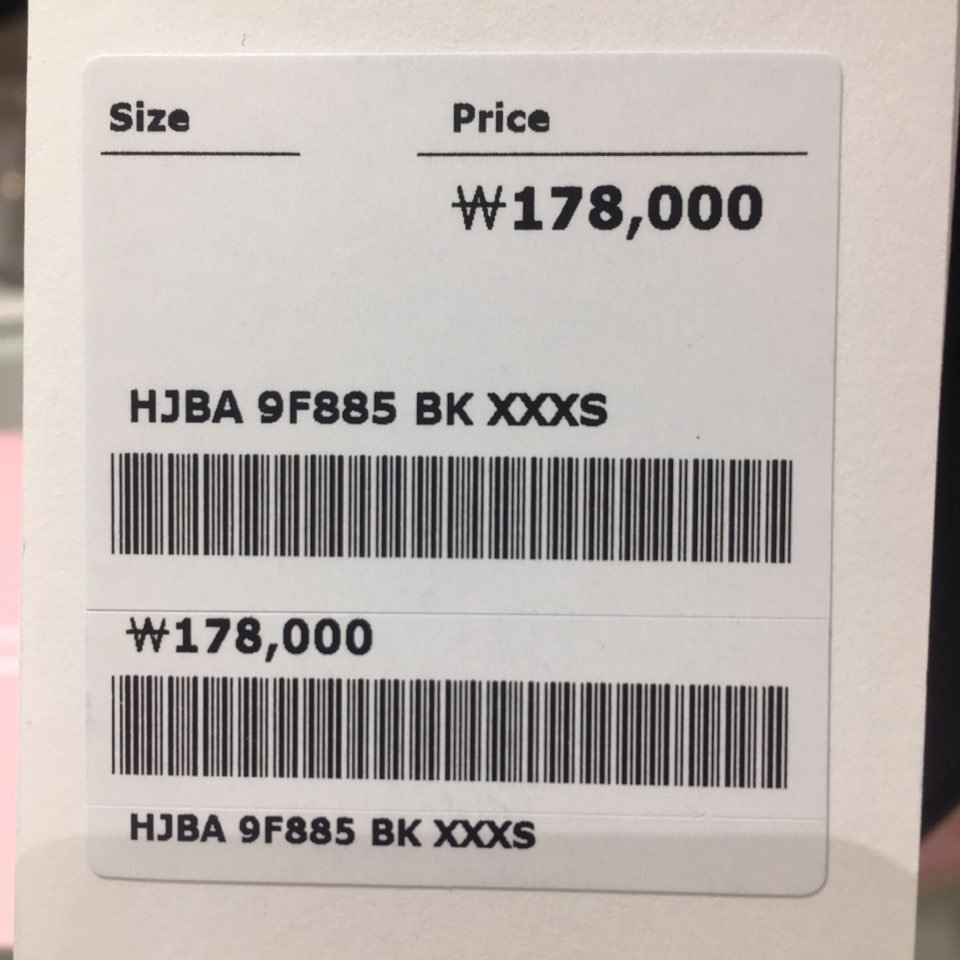 Size Price
₩178,000
HJBA 9F885 BK XXXS
₩178,000
HJBA 9F885 BK XXXS